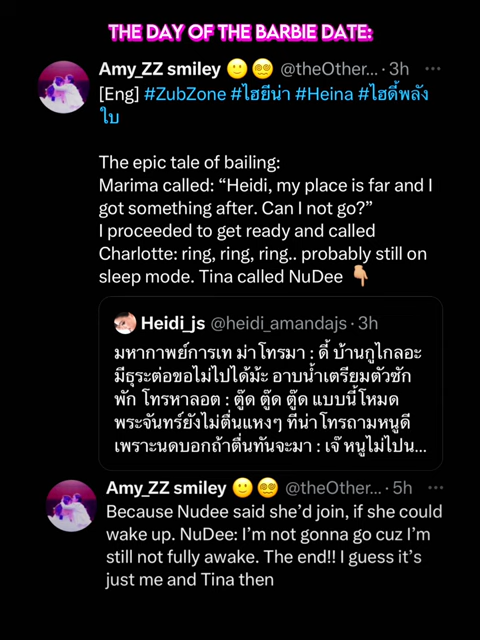 THE DAY OF THE BARBIE DATE:
Amy_ZZ smiley 🙂 😵‍💫 @theOther... · 3h ···
[Eng] #ZubZone #ไฮยีน่า #Heina #ไฮดี้พลัง
ใบ
The epic tale of bailing:
Marima called: “Heidi, my place is far and I
got something after. Can I not go?”
I proceeded to get ready and called
Charlotte: ring, ring, ring.. probably still on
sleep mode. Tina called NuDee 👇🏼
Heidi_js @heidi_amandajs · 3h
มหากาพย์การเท ม่าโทรมา : ดี้ บ้านกูไกลอะ
มีธุระต่อขอไม่ไปได้ม้ะ อาบน้ำเตรียมตัวซัก
พัก โทรหาลอต : ตู๊ด ตู๊ด ตู๊ด แบบนี้โหมด
พระจันทร์ยังไม่ตื่นแหงๆ ทีน่าโทรถามหนูดี
เพราะนดบอกถ้าตื่นทันจะมา : เจ๊ หนูไม่ไปน...
Amy_ZZ smiley 🙂 😵‍💫 @theOther... · 5h ···
Because Nudee said she’d join, if she could
wake up. NuDee: I’m not gonna go cuz I’m
still not fully awake. The end!! I guess it’s
just me and Tina then